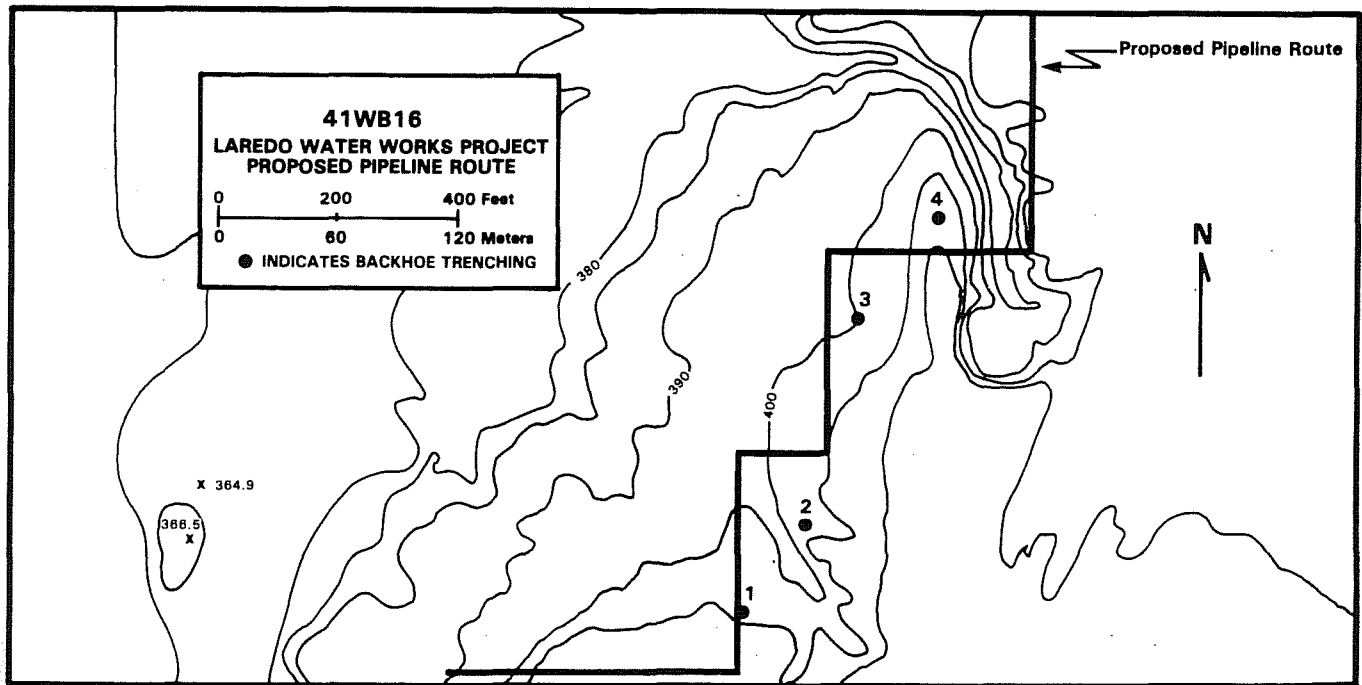 Proposed Pipeline Route
41WB16
LAREDO WATER WORKS PROJECT
PROPOSED PIPELINE ROUTE
0 200 400 Feet
0 60 120 Meters
● INDICATES BACKHOE TRENCHING
N
4
380
3
390
400
x 364.9
366.5
x
2
1